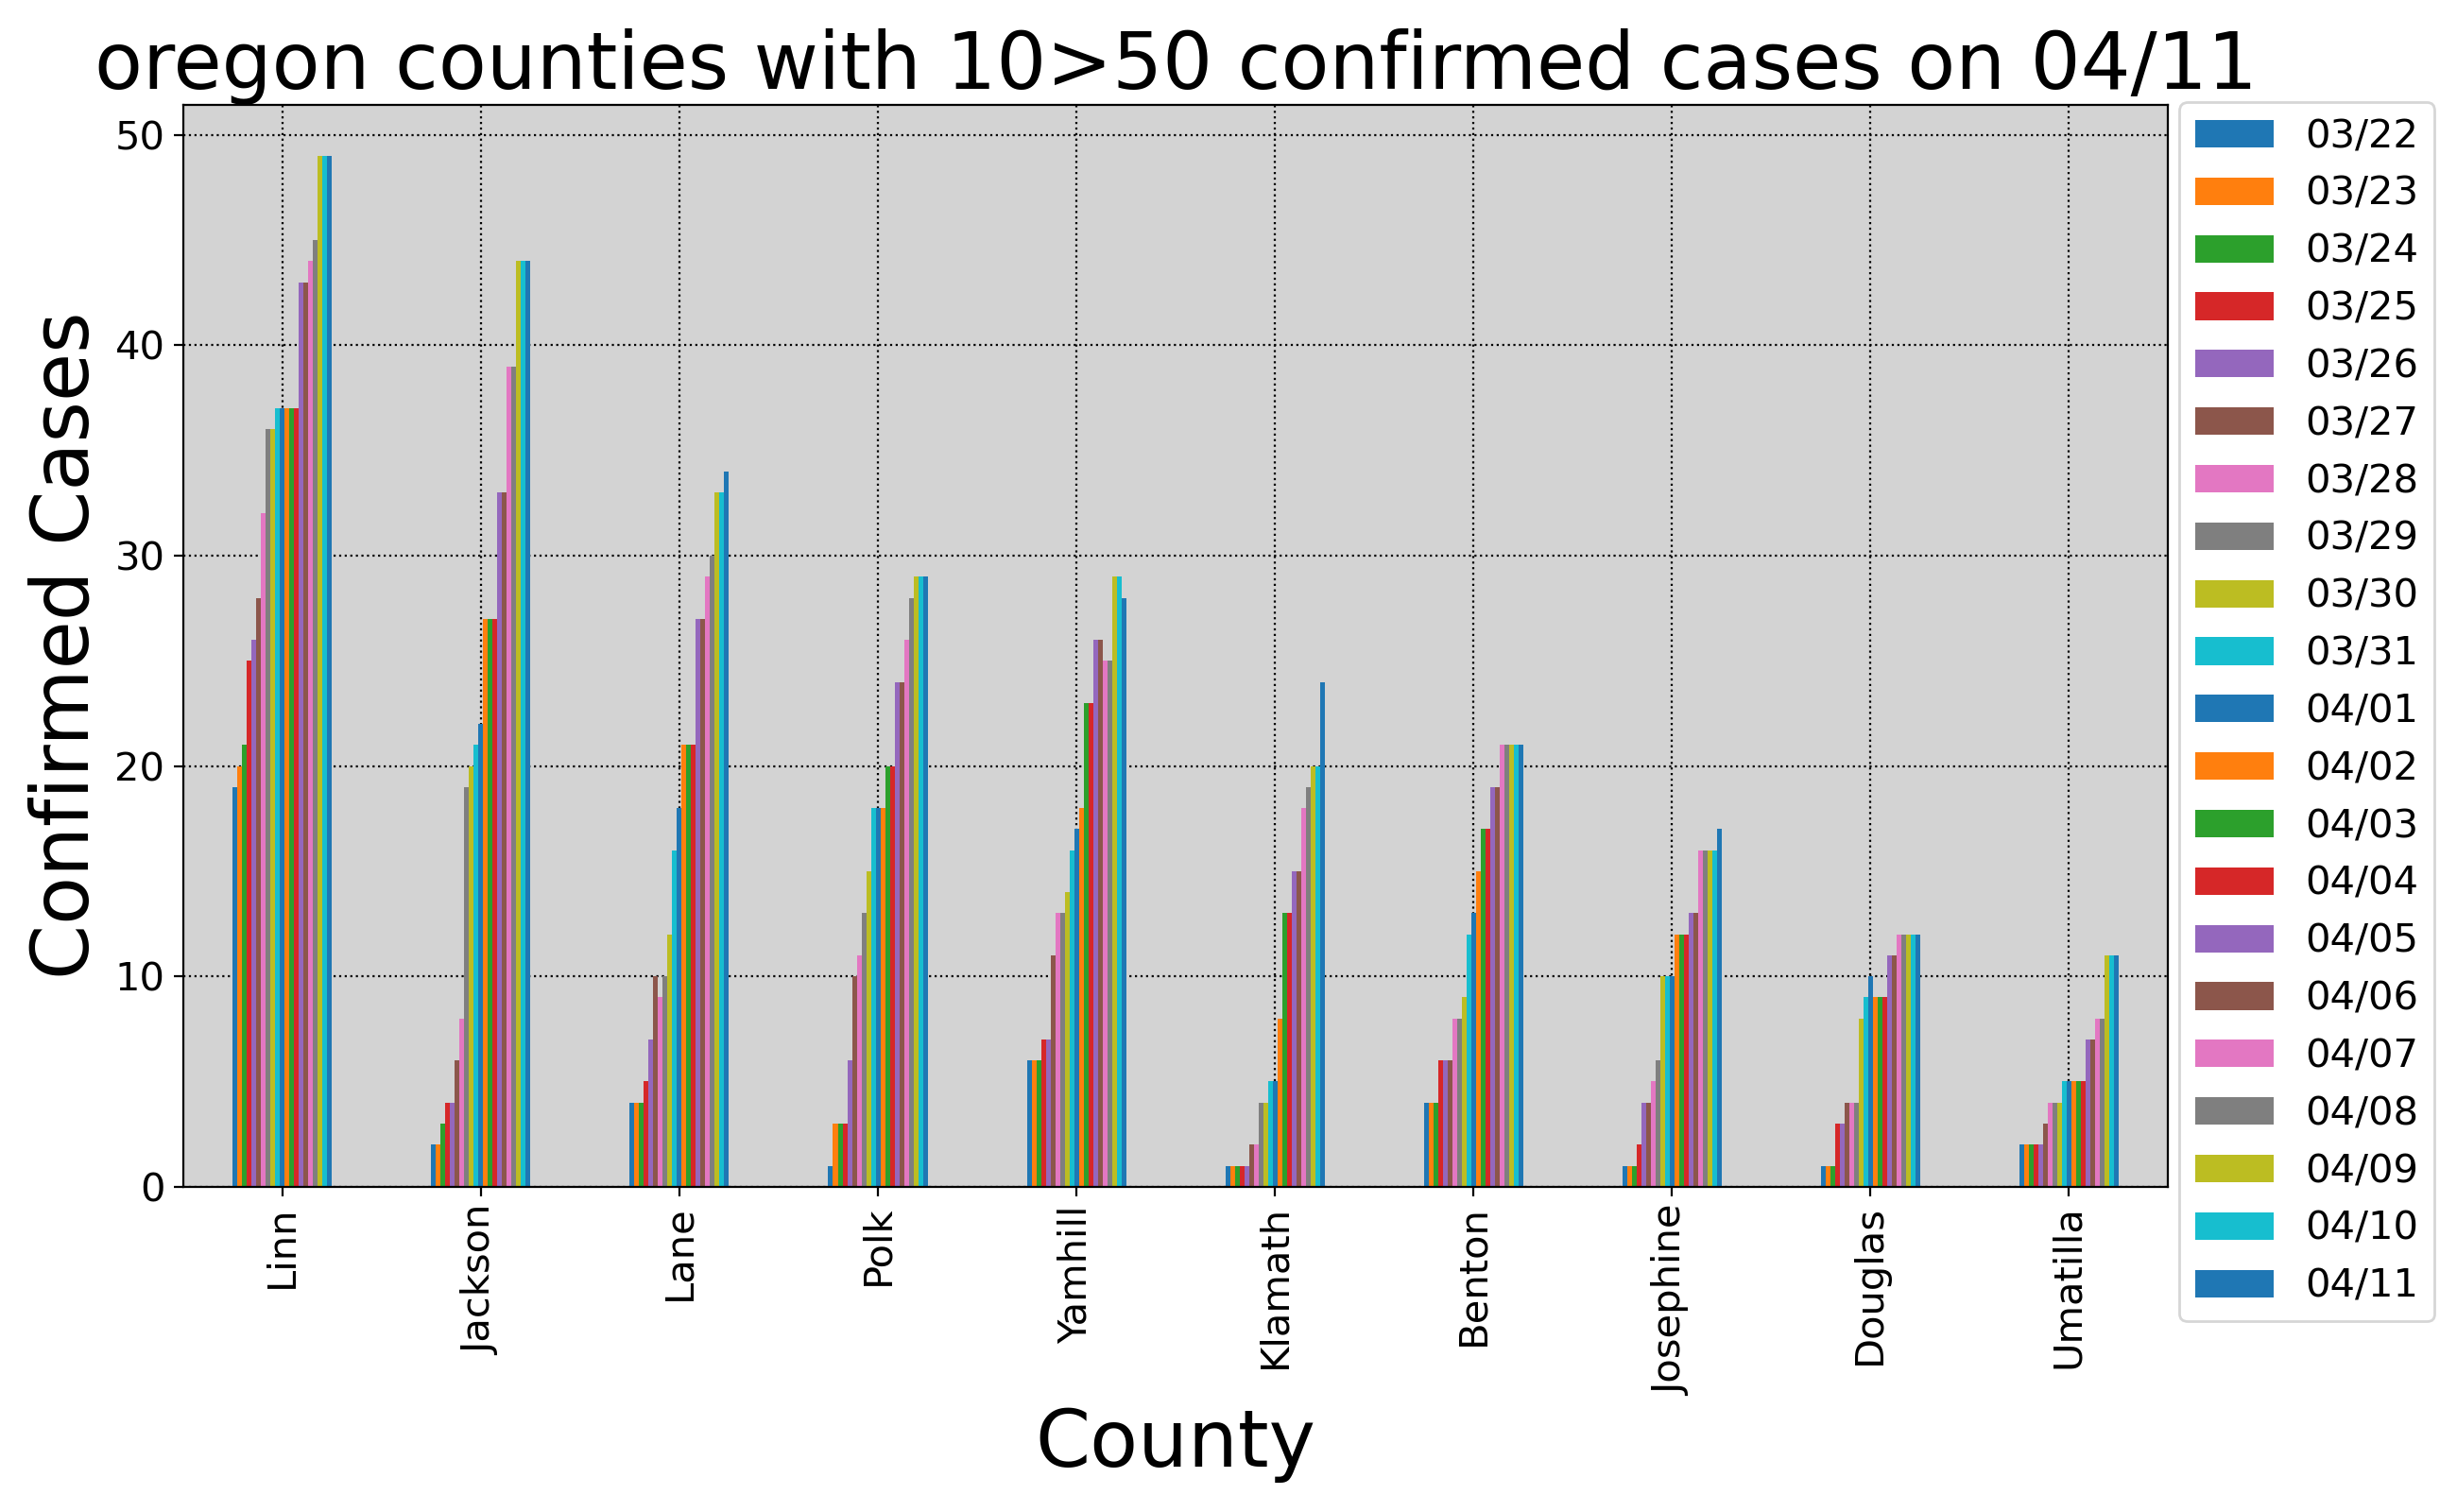 oregon counties with 10>50 confirmed cases on 04/11
Confirmed Cases
50
40
30
20
10
0
Linn
Jackson
Lane
Polk
Yamhill
Klamath
Benton
Josephine
Douglas
Umatilla
County
03/22
03/23
03/24
03/25
03/26
03/27
03/28
03/29
03/30
03/31
04/01
04/02
04/03
04/04
04/05
04/06
04/07
04/08
04/09
04/10
04/11